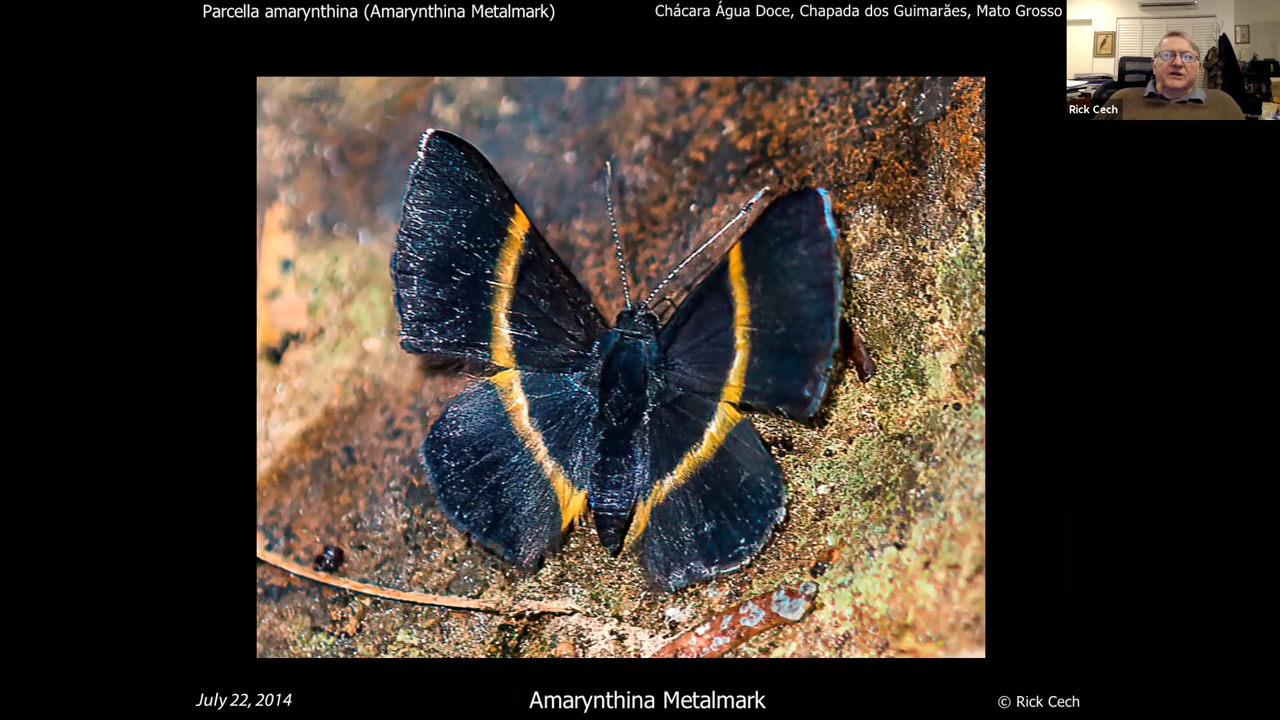 Parcella amarynthina (Amarynthina Metalmark)
Chácara Água Doce, Chapada dos Guimarães, Mato Grosso
Rick Cech
July 22, 2014
Amarynthina Metalmark
© Rick Cech